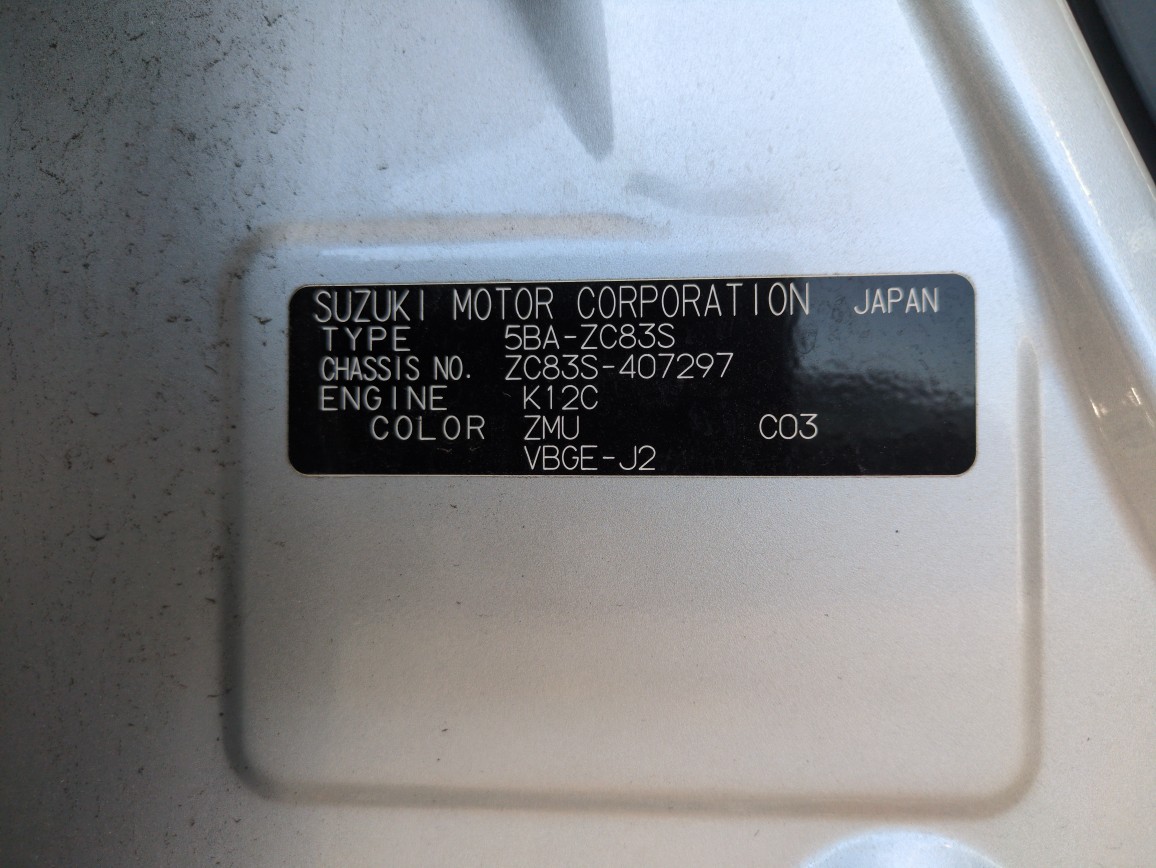 SUZUKI MOTOR CORPORATION JAPAN
TYPE 5BA-ZC83S
CHASSIS NO. ZC83S-407297
ENGINE K12C
COLOR ZMU C03
VBGE-J2